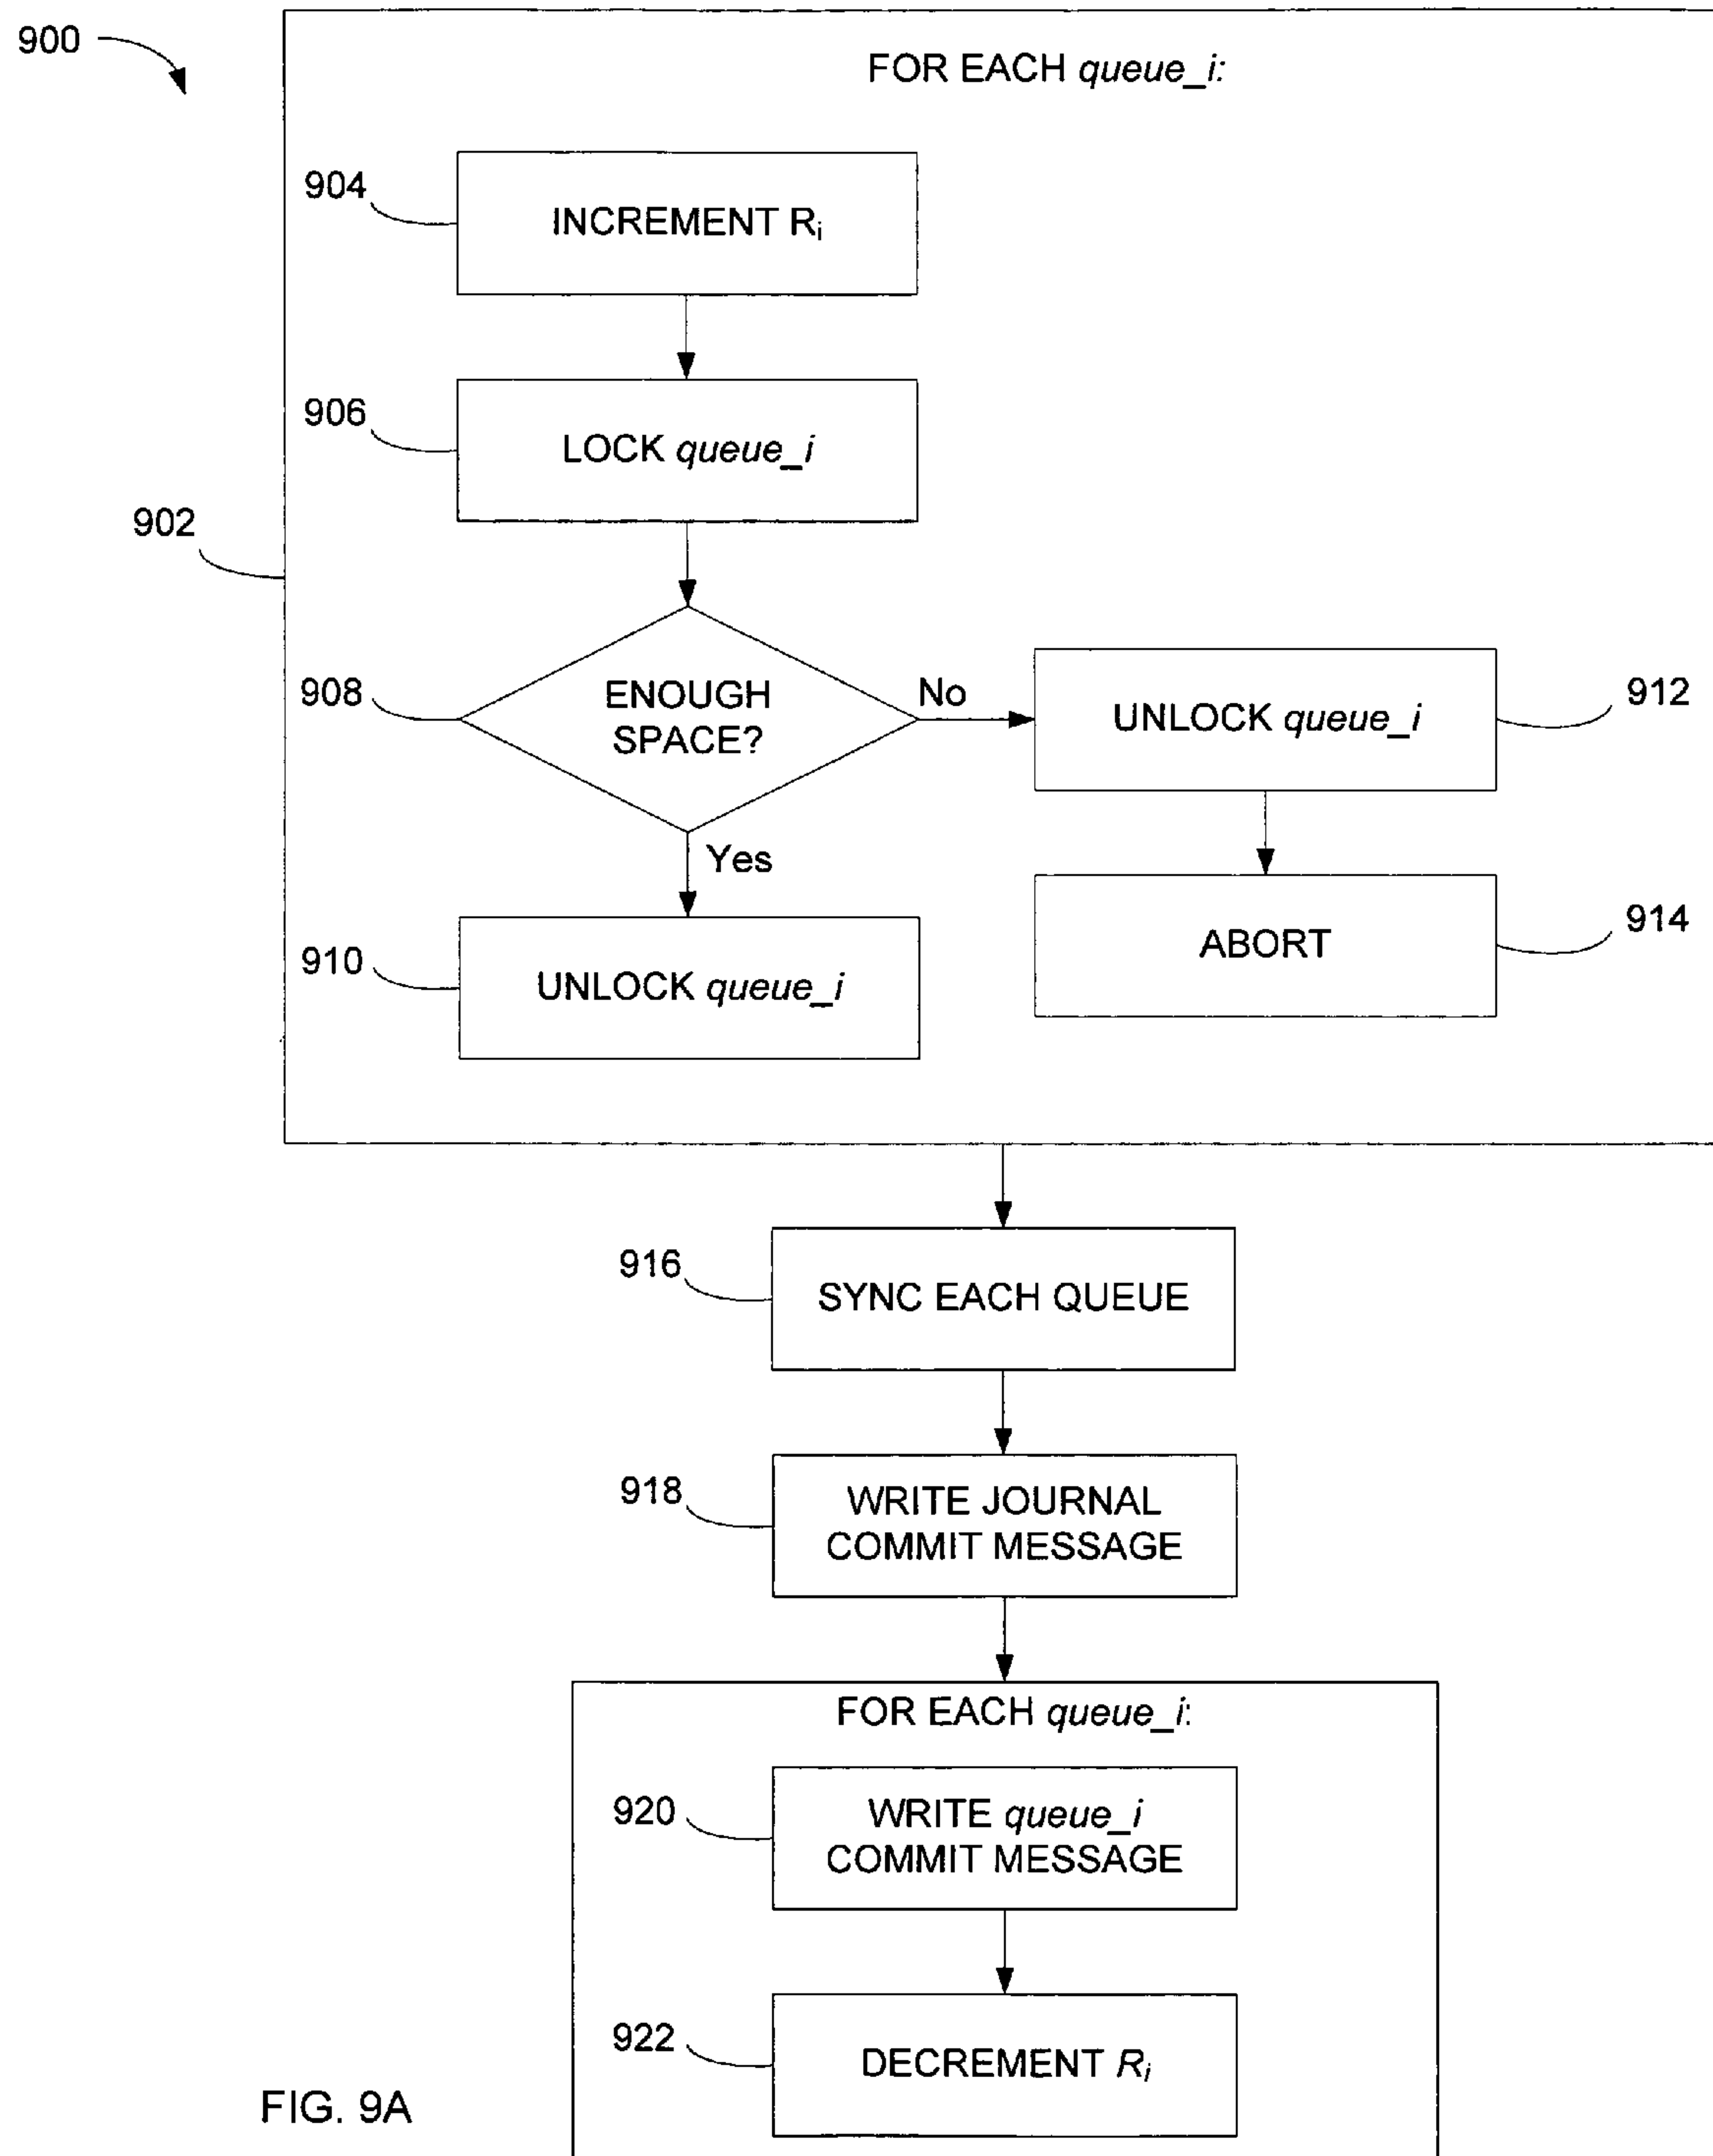 900
FOR EACH queue_i:
904
INCREMENT Ri
906
LOCK queue_i
902
908
ENOUGH
SPACE?
No
UNLOCK queue_i
912
Yes
910
UNLOCK queue_i
ABORT
914
916
SYNC EACH QUEUE
918
WRITE JOURNAL
COMMIT MESSAGE
FOR EACH queue_i:
920
WRITE queue_i
COMMIT MESSAGE
922
DECREMENT Ri
FIG. 9A